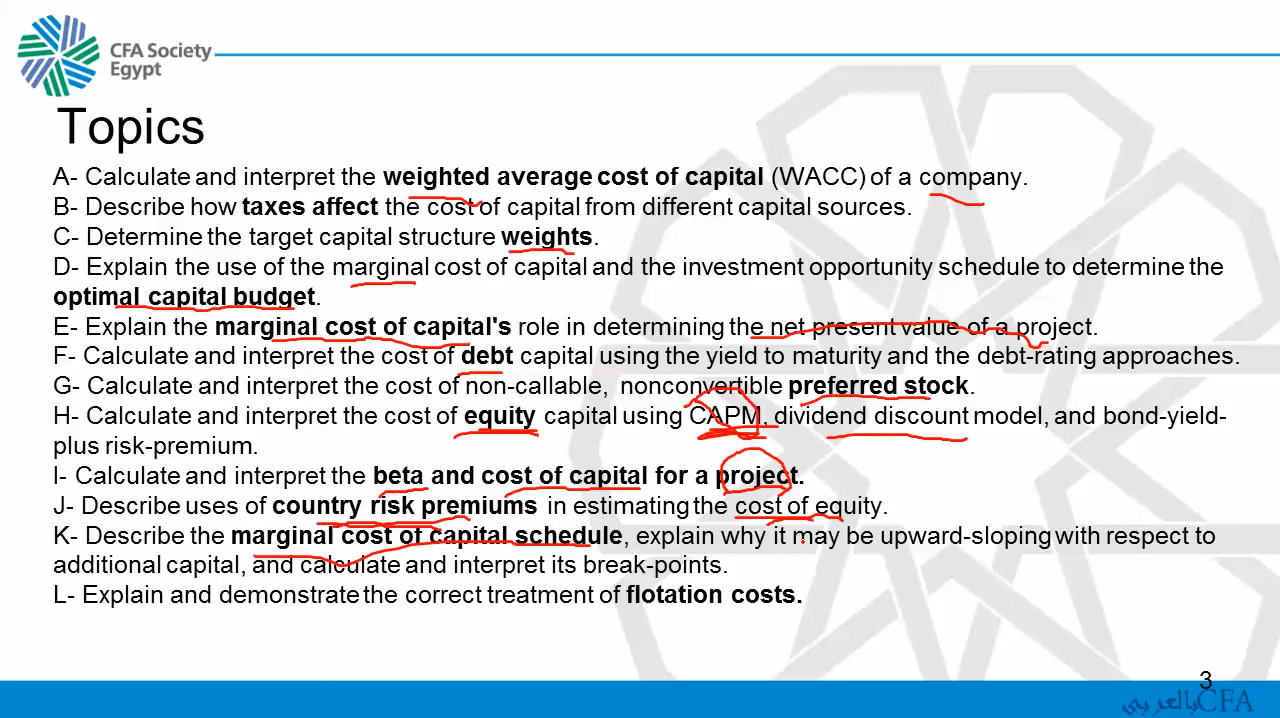 CFA Society
Egypt
Topics
A- Calculate and interpret the weighted average cost of capital (WACC) of a company.
B- Describe how taxes affect the cost of capital from different capital sources.
C- Determine the target capital structure weights.
D- Explain the use of the marginal cost of capital and the investment opportunity schedule to determine the
optimal capital budget.
E- Explain the marginal cost of capital's role in determining the net present value of a project.
F- Calculate and interpret the cost of debt capital using the yield to maturity and the debt-rating approaches.
G- Calculate and interpret the cost of non-callable, nonconvertible preferred stock.
H- Calculate and interpret the cost of equity capital using CAPM, dividend discount model, and bond-yield-
plus risk-premium.
I- Calculate and interpret the beta and cost of capital for a project.
J- Describe uses of country risk premiums in estimating the cost of equity.
K- Describe the marginal cost of capital schedule, explain why it may be upward-sloping with respect to
additional capital, and calculate and interpret its break-points.
L- Explain and demonstrate the correct treatment of flotation costs.
3
CFA بالعربي